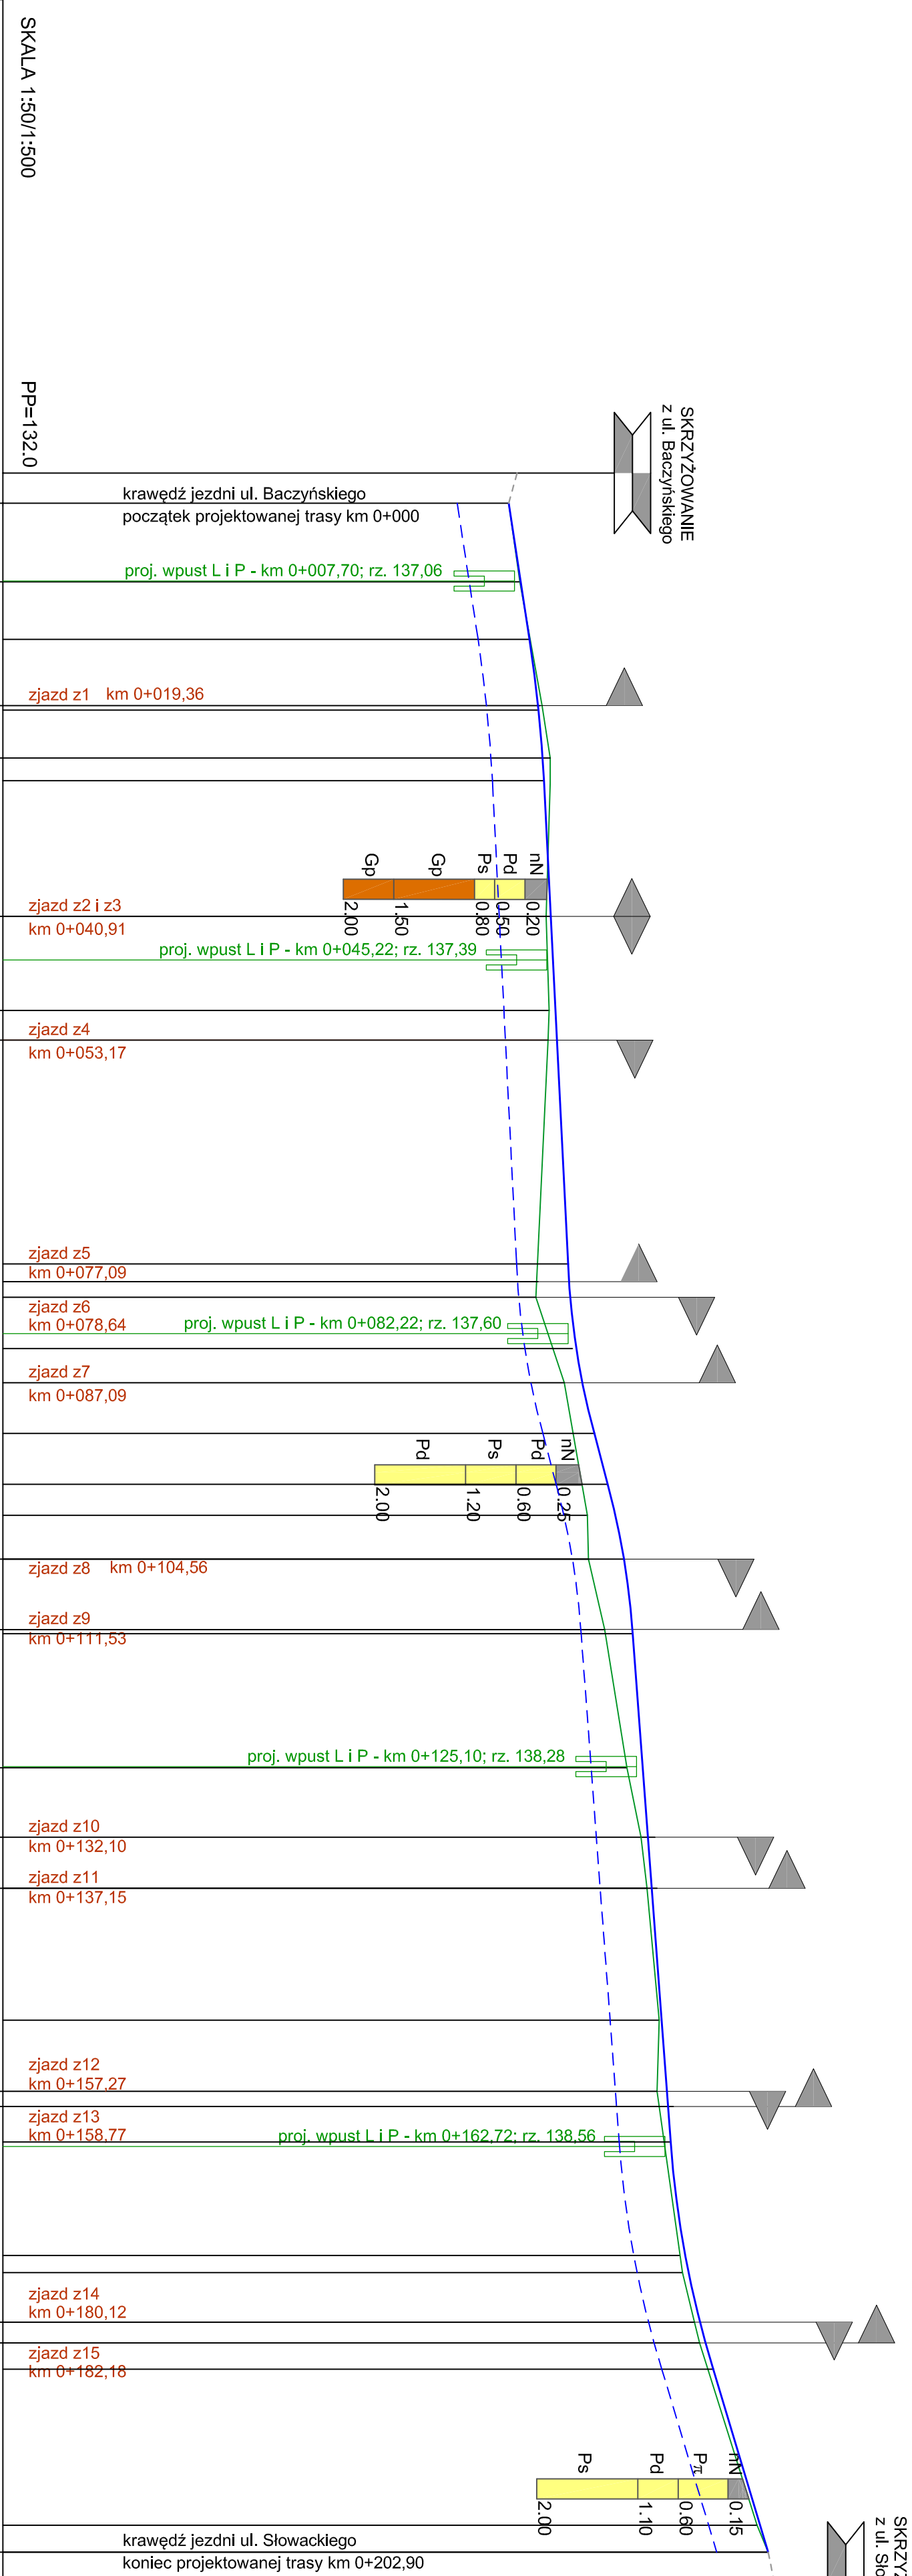 SKALA 1:50/1:500
PP=132.0
SKRZYŻOWANIE
z ul. Baczyńskiego
krawędź jezdni ul. Baczyńskiego
początek projektowanej trasy km 0+000
proj. wpust L i P - km 0+007,70; rz. 137,06
zjazd z1 km 0+019,36
nN
Pd
Ps
Gp
Gp
0.20
0.50
0.80
1.50
2.00
zjazd z2 i z3
km 0+040,91
proj. wpust L i P - km 0+045,22; rz. 137,39
zjazd z4
km 0+053,17
zjazd z5
km 0+077,09
zjazd z6
km 0+078,64
proj. wpust L i P - km 0+082,22; rz. 137,60
zjazd z7
km 0+087,09
nN
Pd
Ps
Pd
0.25
0.60
1.20
2.00
zjazd z8 km 0+104,56
zjazd z9
km 0+111,53
proj. wpust L i P - km 0+125,10; rz. 138,28
zjazd z10
km 0+132,10
zjazd z11
km 0+137,15
zjazd z12
km 0+157,27
zjazd z13
km 0+158,77
proj. wpust L i P - km 0+162,72; rz. 138,56
zjazd z14
km 0+180,12
zjazd z15
km 0+182,18
nN
Pπ
Pd
Ps
0.15
0.60
1.10
2.00
SKRZY
z ul. Sło
krawędź jezdni ul. Słowackiego
koniec projektowanej trasy km 0+202,90